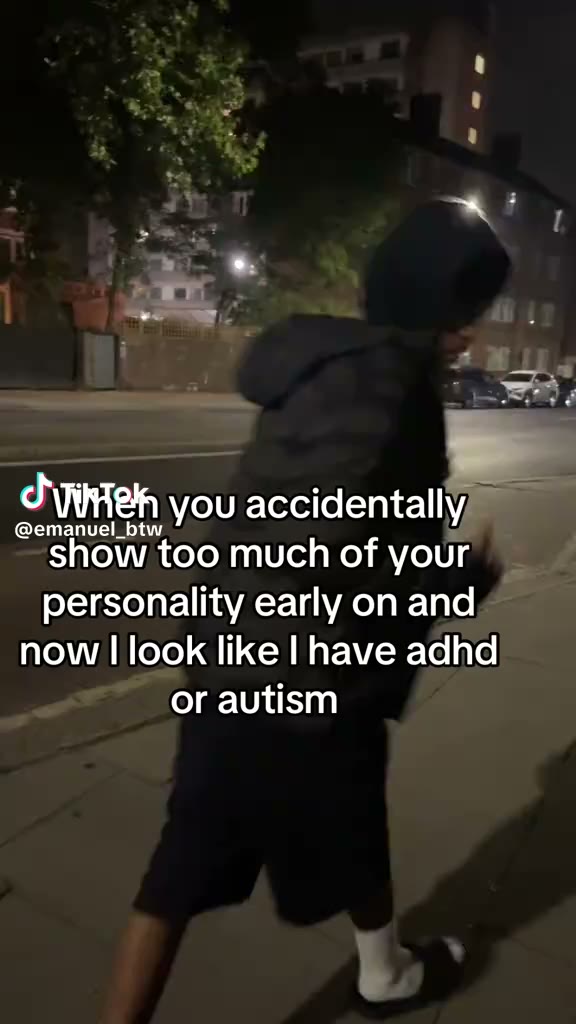 TikTok
@emanuel_btw
When you accidentally
show too much of your
personality early on and
now I look like I have adhd
or autism